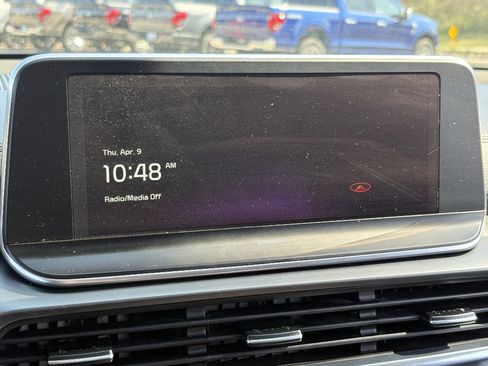 Thu, Apr. 9
10:48 AM
Radio/Media Off